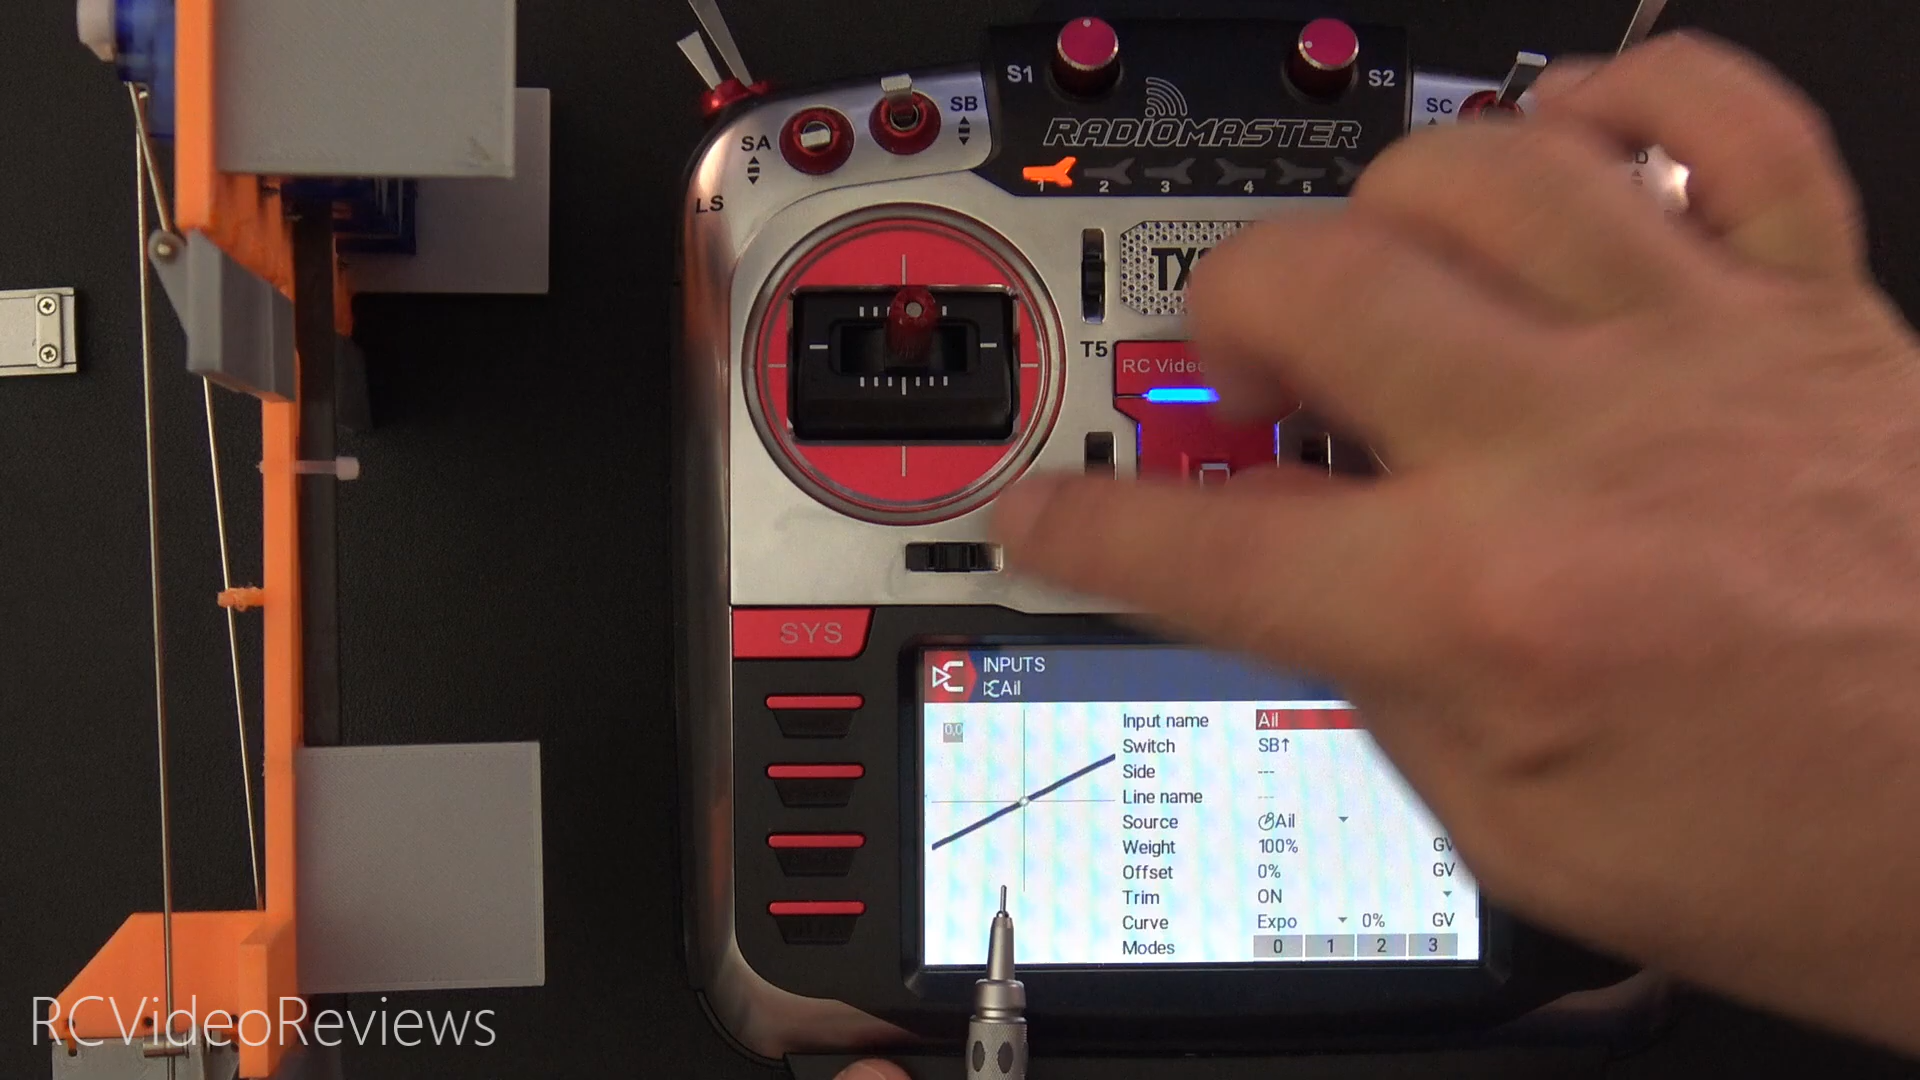 S1
S2
SB
SC
RADIOMASTER
SA
1 2 3 4 5
LS
T5
RC Video
SYS
INPUTS
Ail
0,0
Input name Ail
Switch SB↑
Side ---
Line name ---
Source Ail
Weight 100% GV
Offset 0% GV
Trim ON
Curve Expo 0% GV
Modes 0 1 2 3
RCVideoReviews